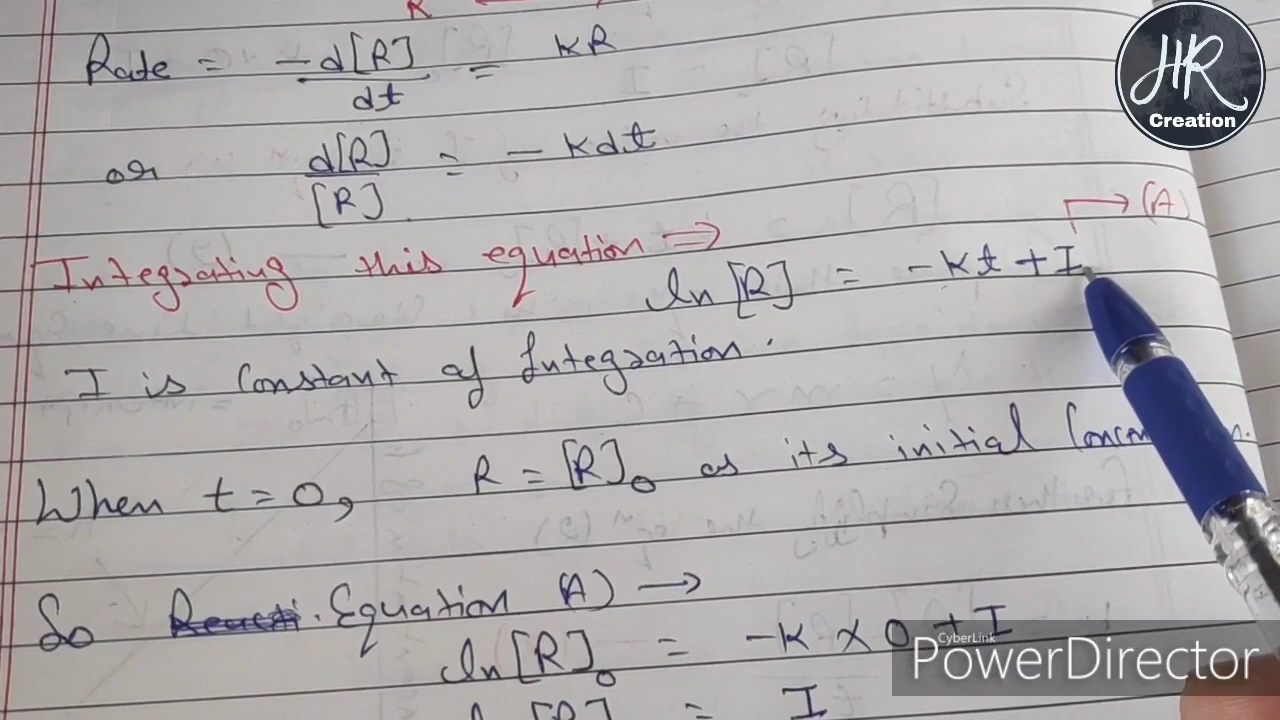 K
Rate = -d[R]/dt = KR
or d[R]/[R] = - Kdt
(A)
Integrating this equation ⇒
ln [R] = -Kt + I
I is Constant of Integration.
When t = 0, R = [R]₀ as its initial
So Equation (A) →
ln [R]₀ = -K × 0 + I
ln [R] = I
HR
Creation
CyberLink
PowerDirector